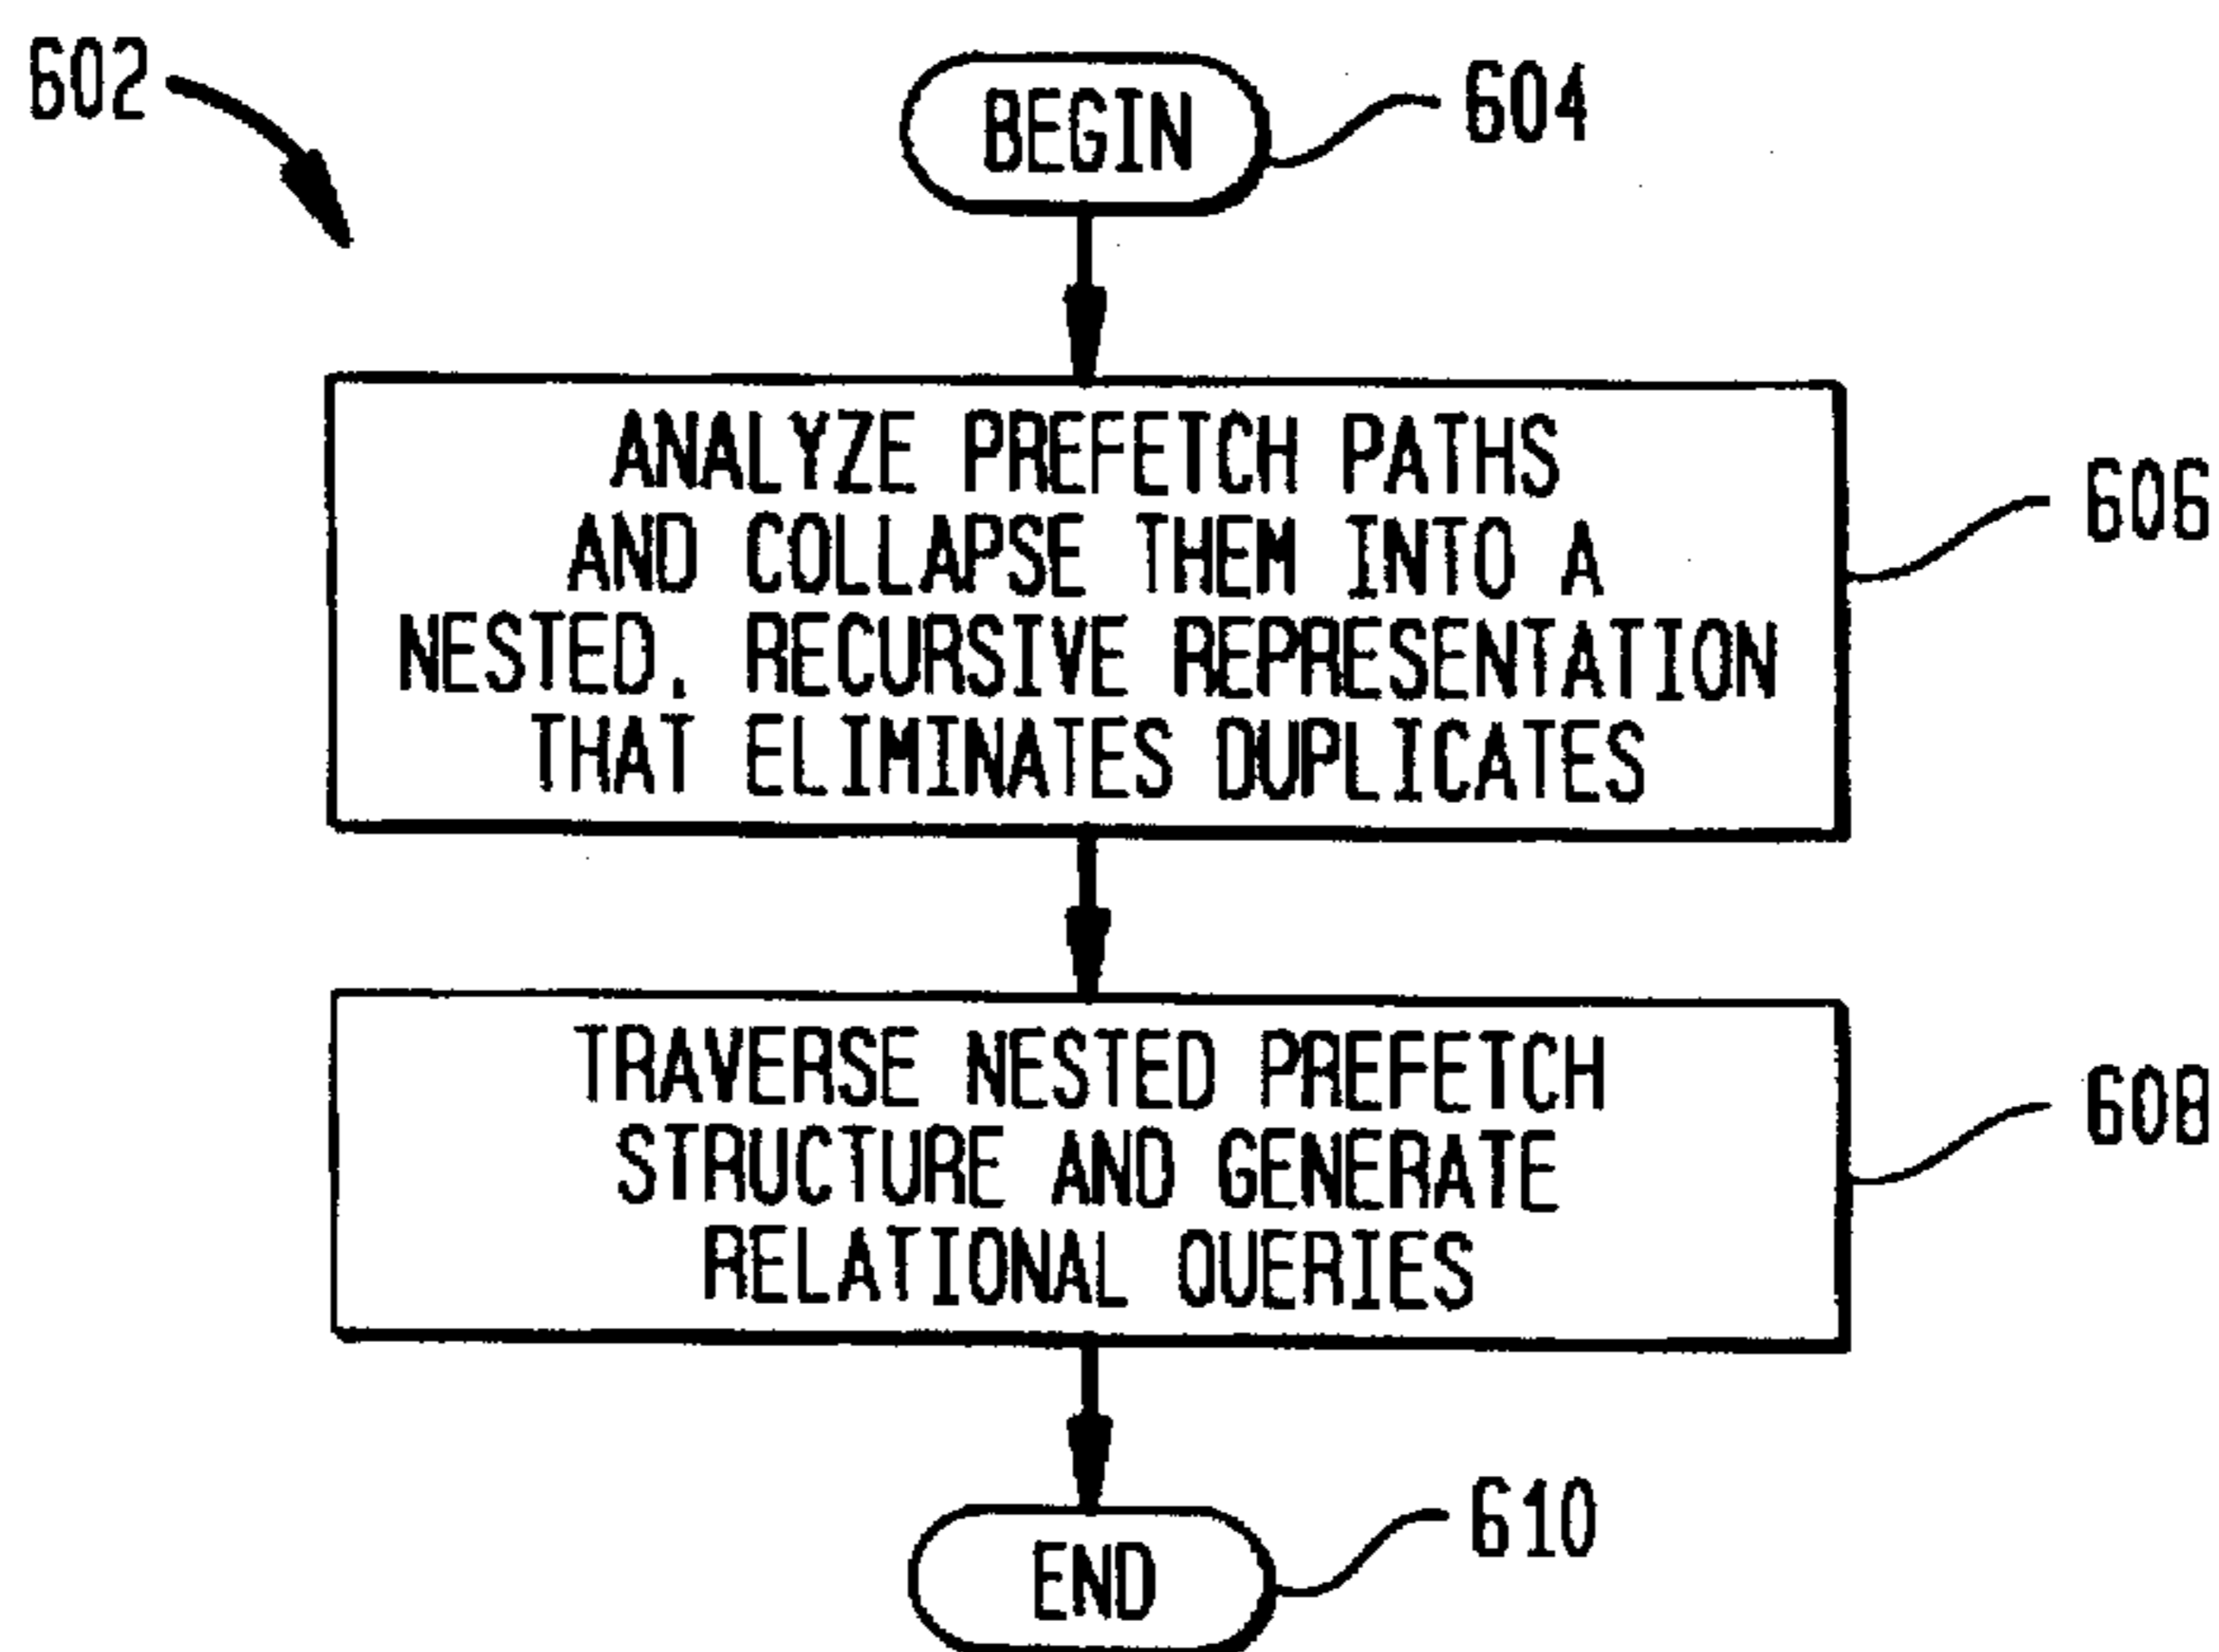 602
BEGIN
604
ANALYZE PREFETCH PATHS
AND COLLAPSE THEM INTO A
NESTED, RECURSIVE REPRESENTATION
THAT ELIMINATES DUPLICATES
606
TRAVERSE NESTED PREFETCH
STRUCTURE AND GENERATE
RELATIONAL QUERIES
608
END
610